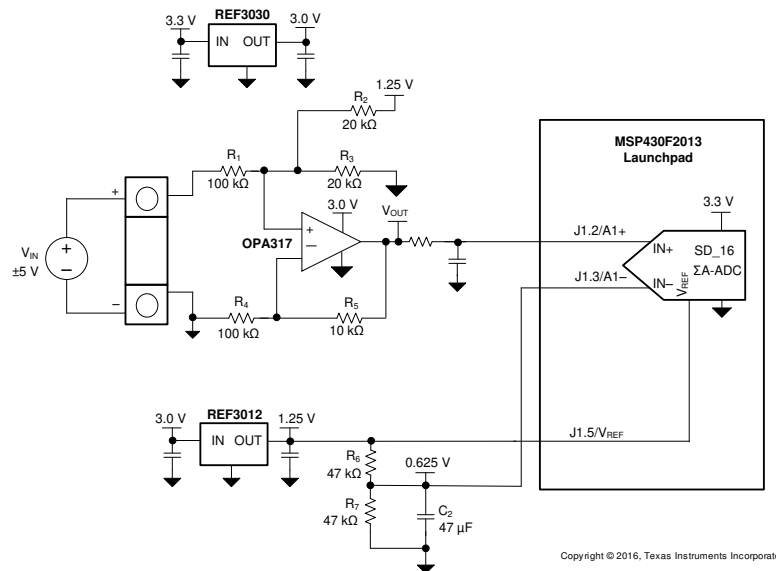 REF3030
3.3 V
3.0 V
IN OUT
1.25 V
R2
20 kΩ
R1
100 kΩ
R3
20 kΩ
MSP430F2013
Launchpad
+
VIN
±5 V
+
−
−
3.0 V
OPA317
+
−
VOUT
J1.2/A1+
3.3 V
IN+
SD_16
ΣA-ADC
J1.3/A1−
IN−
VREF
R4
100 kΩ
R5
10 kΩ
REF3012
3.0 V
1.25 V
IN OUT
J1.5/VREF
R6
47 kΩ
0.625 V
R7
47 kΩ
C2
47 µF
Copyright © 2016, Texas Instruments Incorporate